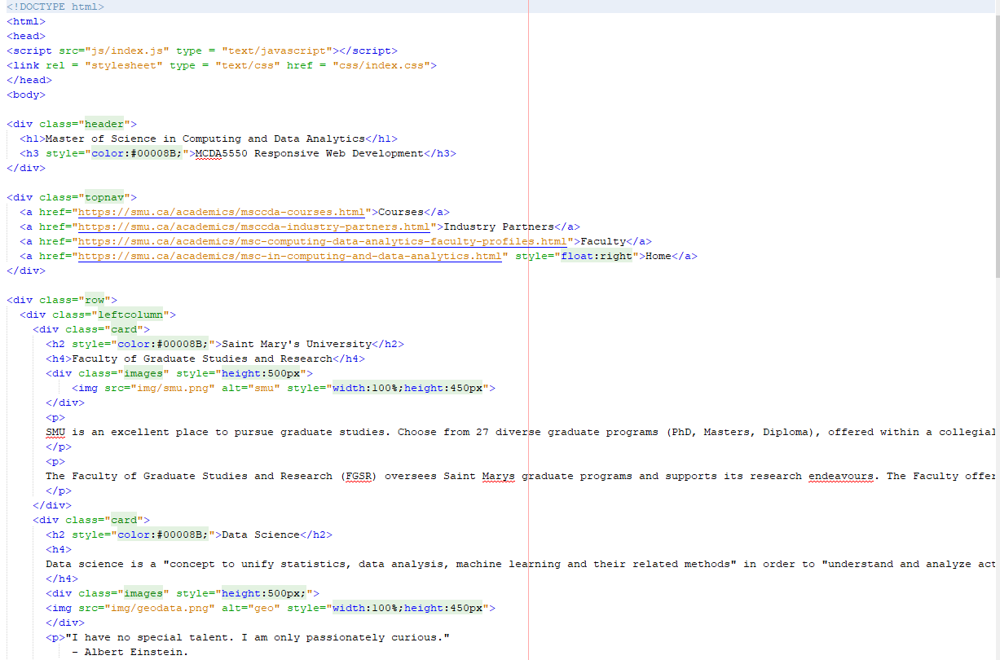 <!DOCTYPE html>
<html>
<head>
<script src="js/index.js" type = "text/javascript"></script>
<link rel = "stylesheet" type = "text/css" href = "css/index.css">
</head>
<body>
<div class="header">
<h1>Master of Science in Computing and Data Analytics</h1>
<h3 style="color:#00008B;">MCDA5550 Responsive Web Development</h3>
</div>
<div class="topnav">
<a href="https://smu.ca/academics/msccda-courses.html">Courses</a>
<a href="https://smu.ca/academics/msccda-industry-partners.html">Industry Partners</a>
<a href="https://smu.ca/academics/msc-computing-data-analytics-faculty-profiles.html">Faculty</a>
<a href="https://smu.ca/academics/msc-in-computing-and-data-analytics.html" style="float:right">Home</a>
</div>
<div class="row">
<div class="leftcolumn">
<div class="card">
<h2 style="color:#00008B;">Saint Mary's University</h2>
<h4>Faculty of Graduate Studies and Research</h4>
<div class="images" style="height:500px">
<img src="img/smu.png" alt="smu" style="width:100%;height:450px">
</div>
<p>
SMU is an excellent place to pursue graduate studies. Choose from 27 diverse graduate programs (PhD, Masters, Diploma), offered within a collegial
</p>
<p>
The Faculty of Graduate Studies and Research (FGSR) oversees Saint Marys graduate programs and supports its research endeavours. The Faculty offer
</p>
</div>
<div class="card">
<h2 style="color:#00008B;">Data Science</h2>
<h4>
Data science is a "concept to unify statistics, data analysis, machine learning and their related methods" in order to "understand and analyze act
</h4>
<div class="images" style="height:500px;">
<img src="img/geodata.png" alt="geo" style="width:100%;height:450px">
</div>
<p>"I have no special talent. I am only passionately curious."
- Albert Einstein.